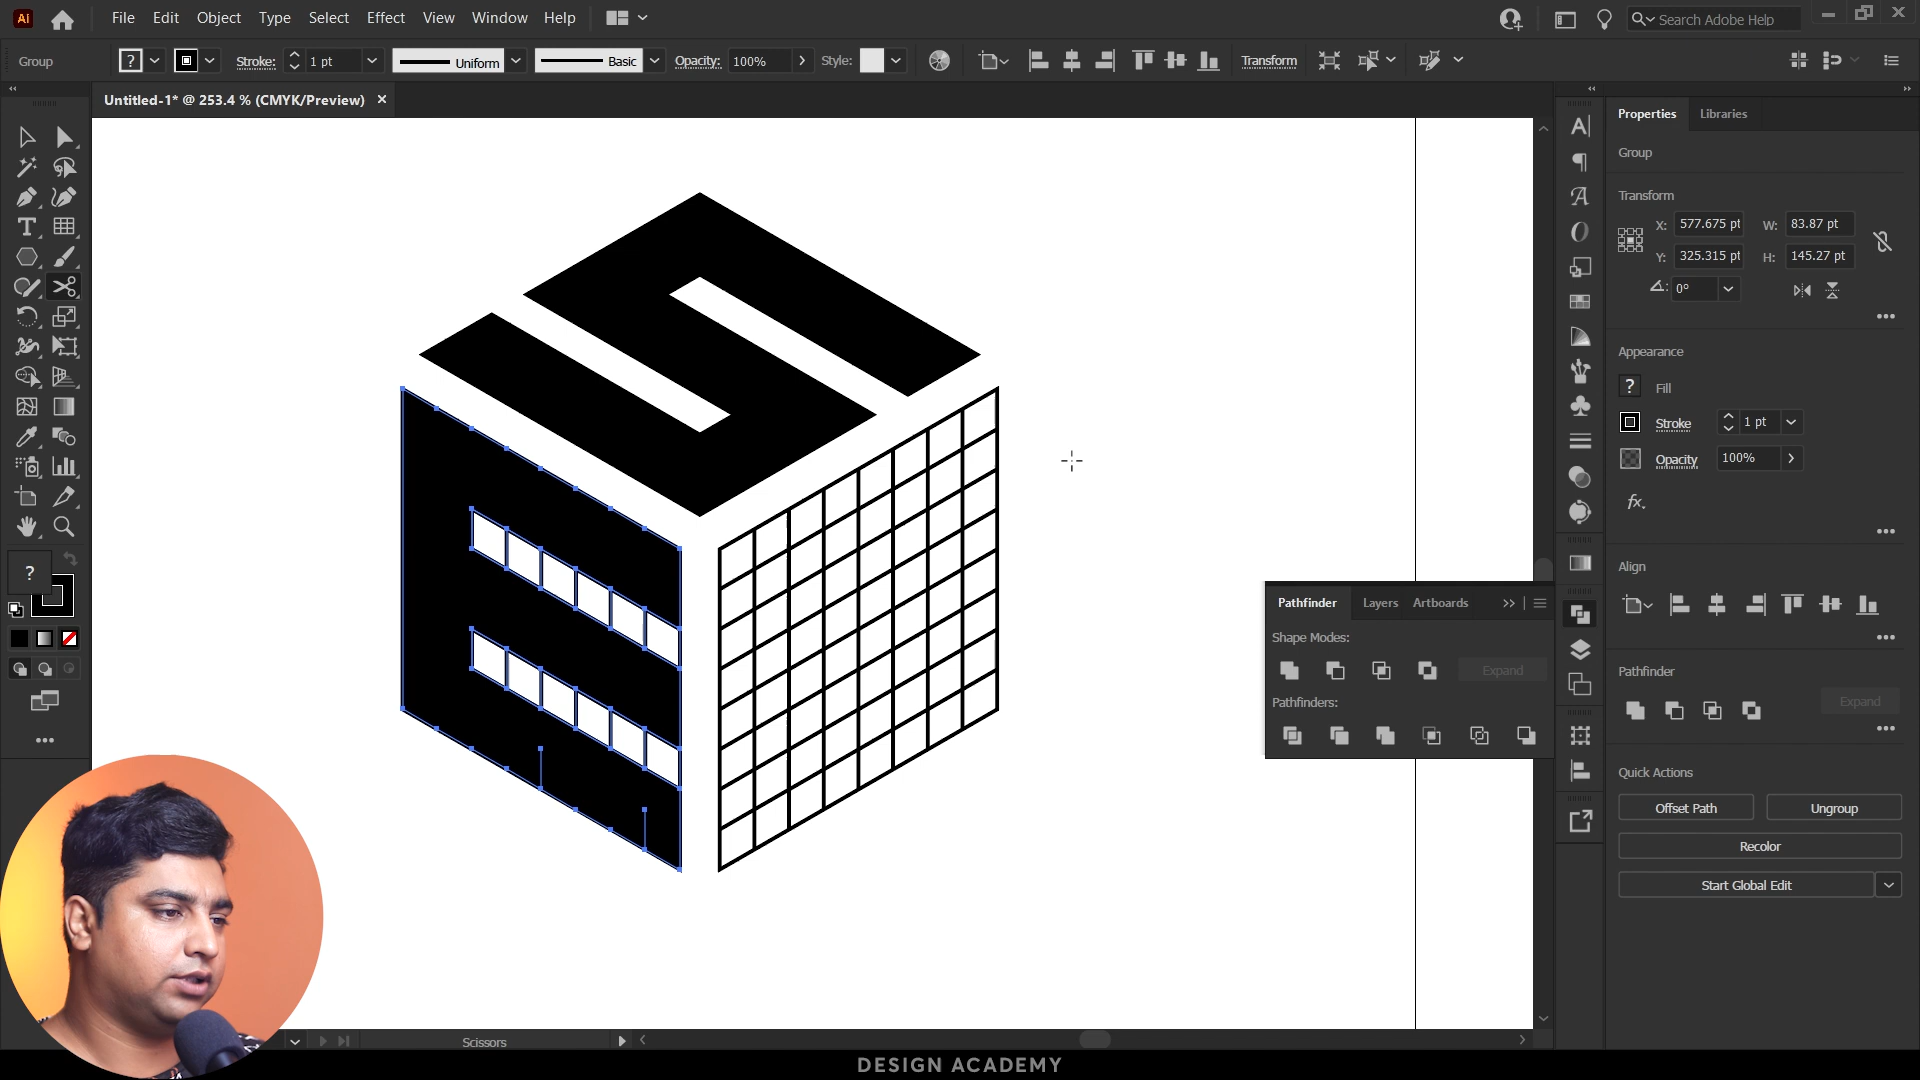 Ai File Edit Object Type Select Effect View Window Help Search Adobe Help
Group ? Stroke: 1 pt Uniform Basic Opacity: 100% Style: Transform
Untitled-1* @ 253.4 % (CMYK/Preview)
Properties Libraries
Group
Transform
X: 577.675 pt W: 83.87 pt
Y: 325.315 pt H: 145.27 pt
0°
Appearance
? Fill
Stroke 1 pt
Opacity 100%
fx.
Align
Pathfinder
Expand
Quick Actions
Offset Path Ungroup
Recolor
Start Global Edit
Pathfinder Layers Artboards
Shape Modes:
Expand
Pathfinders:
?
Scissors
DESIGN ACADEMY